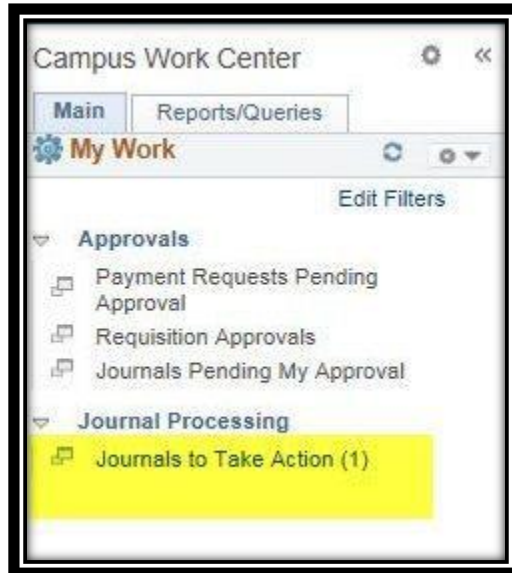 Campus Work Center
Main Reports/Queries
My Work
Edit Filters
Approvals
Payment Requests Pending
Approval
Requisition Approvals
Journals Pending My Approval
Journal Processing
Journals to Take Action (1)